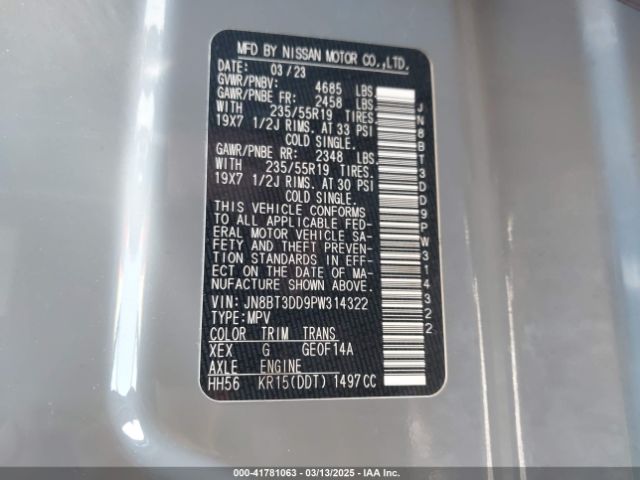 MFD BY NISSAN MOTOR CO.,LTD.
DATE: 03/23
GVWR/PNBV: 4685 LBS
GAWR/PNBE FR: 2458 LBS
WITH 235/55R19 TIRES.
19X7 1/2J RIMS. AT 33 PSI
COLD SINGLE.
GAWR/PNBE RR: 2348 LBS.
WITH 235/55R19 TIRES.
19X7 1/2J RIMS. AT 30 PSI
COLD SINGLE.
THIS VEHICLE CONFORMS
TO ALL APPLICABLE FED-
ERAL MOTOR VEHICLE SA-
FETY AND THEFT PREVEN-
TION STANDARDS IN EFF-
ECT ON THE DATE OF MA-
NUFACTURE SHOWN ABOVE.
VIN: JN8BT3DD9PW314322
TYPE:MPV
COLOR TRIM TRANS
XEX G GE0F14A
AXLE ENGINE
HH56 KR15(DDT) 1497CC
JN8BT3DD9PW314322
000-41781063 - 03/13/2025 - IAA Inc.